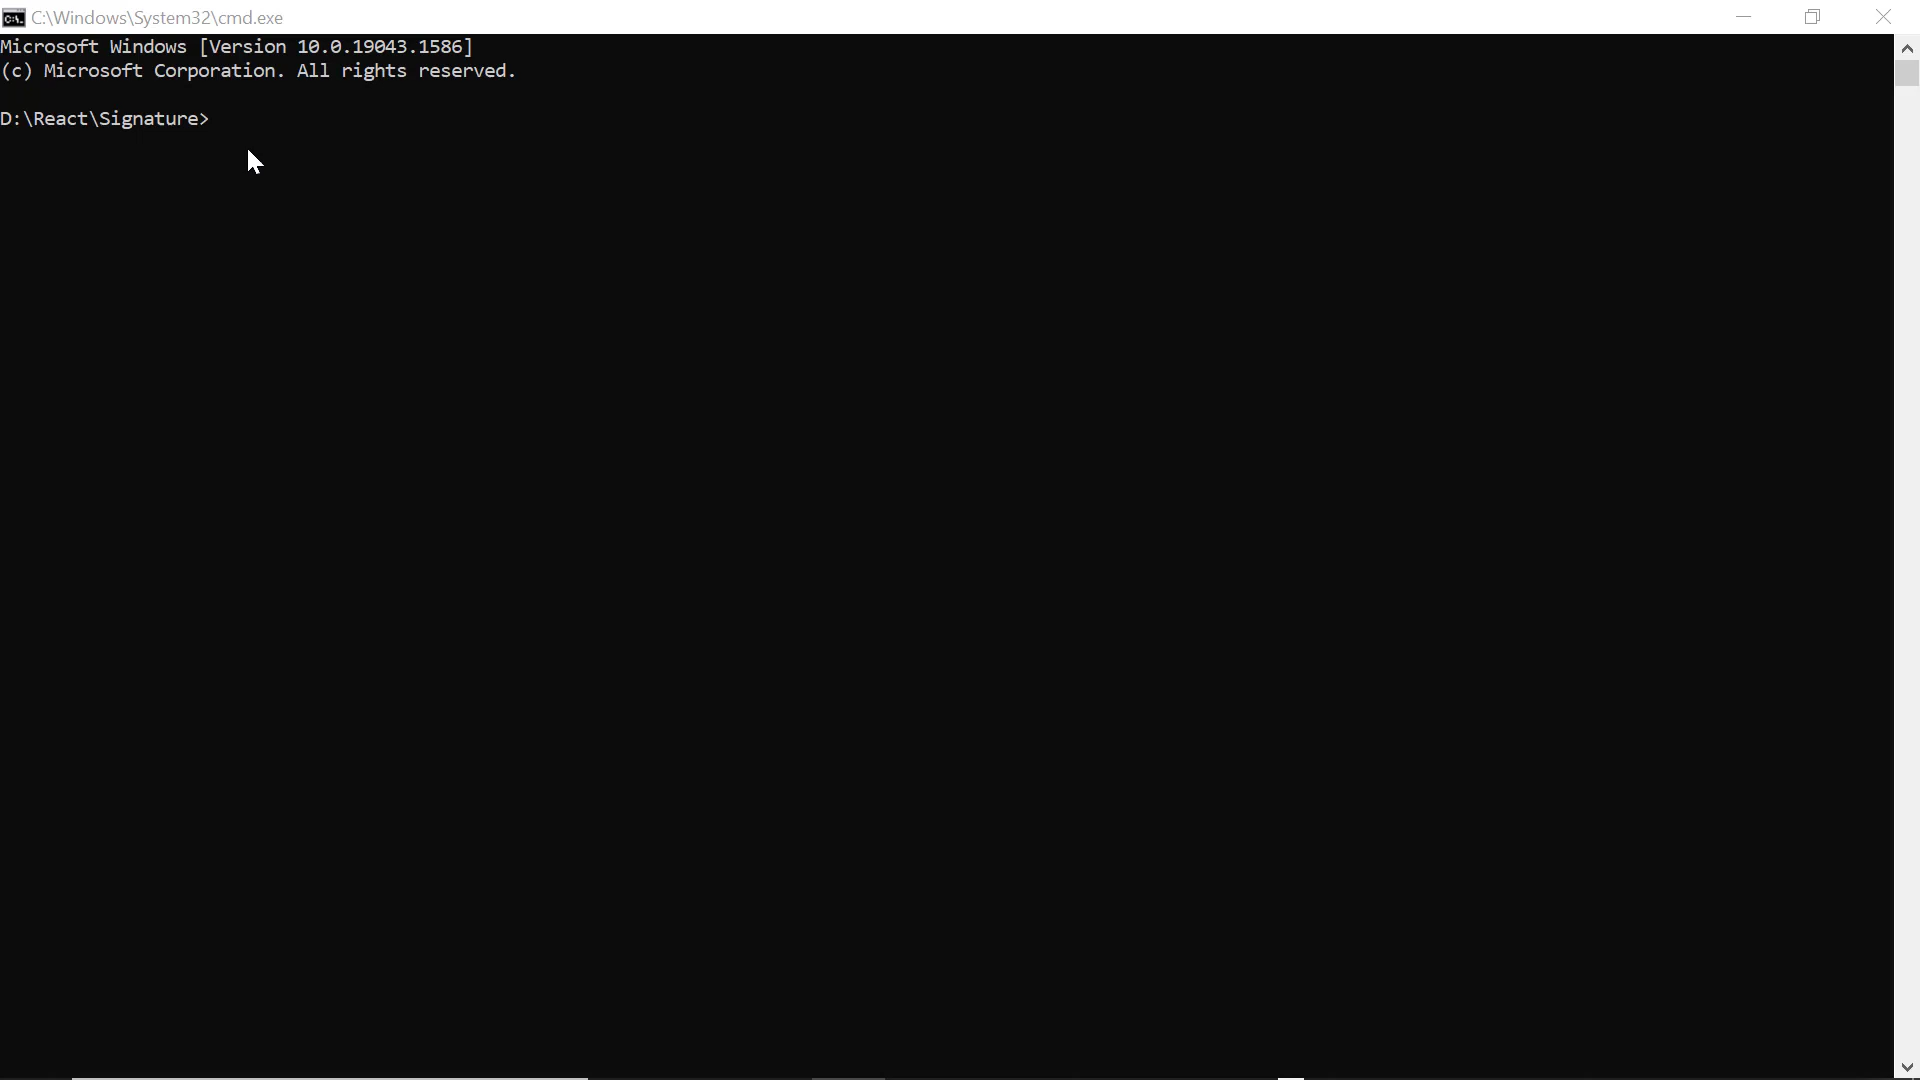 C:\Windows\System32\cmd.exe
Microsoft Windows [Version 10.0.19043.1586]
(c) Microsoft Corporation. All rights reserved.
D:\React\Signature>